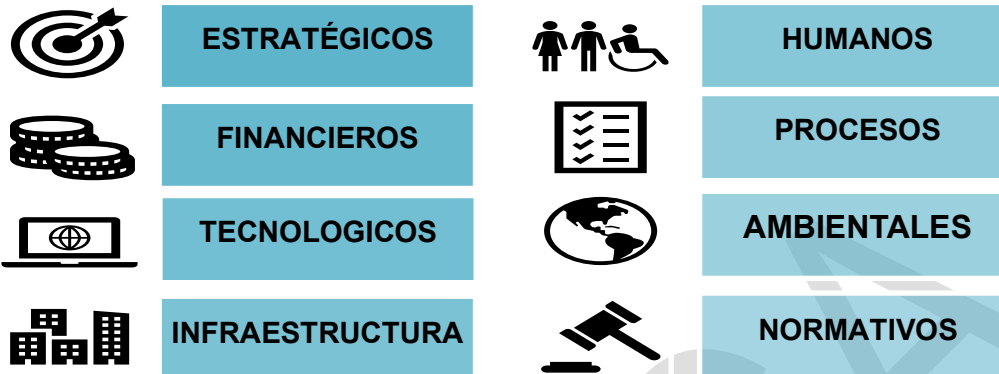 ESTRATÉGICOS
FINANCIEROS
TECNOLOGICOS
INFRAESTRUCTURA
HUMANOS
PROCESOS
AMBIENTALES
NORMATIVOS